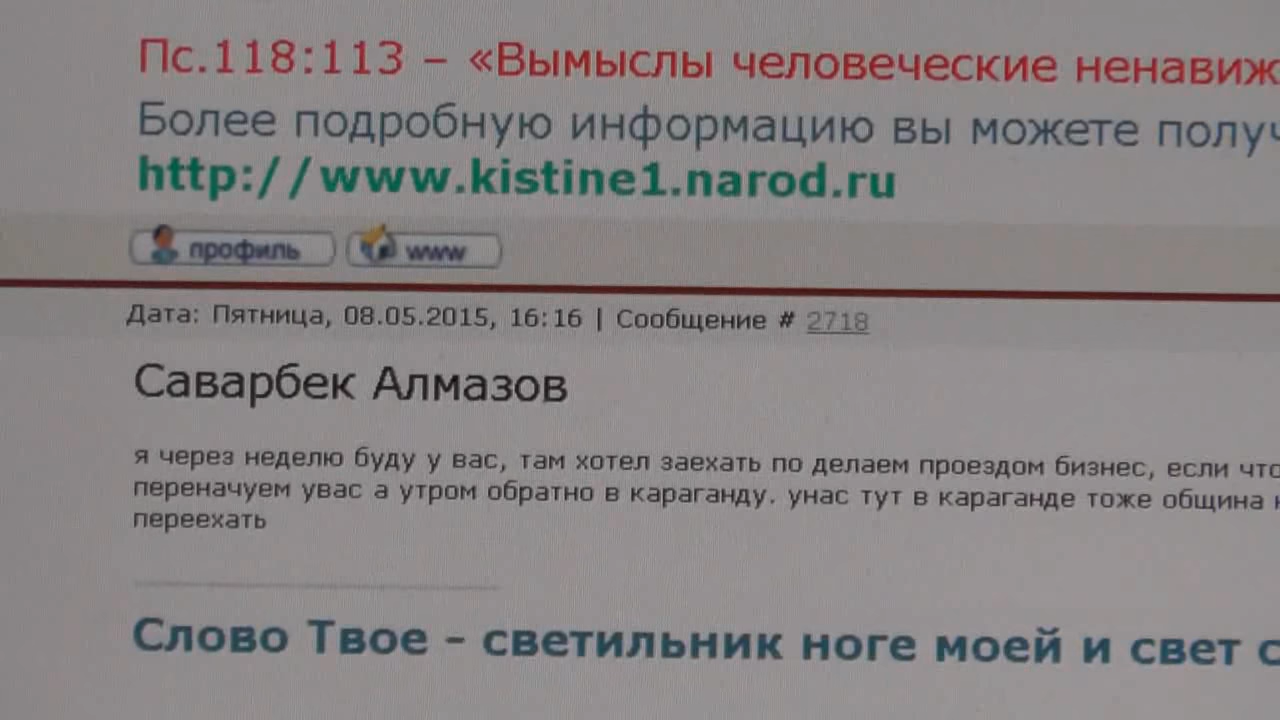 Пс.118:113 – «Вымыслы человеческие ненавиж
Более подробную информацию вы можете получ
http://www.kistine1.narod.ru
профиль www
Дата: Пятница, 08.05.2015, 16:16 | Сообщение # 2718
Саварбек Алмазов
я через неделю буду у вас, там хотел заехать по делаем проездом бизнес, если что
переначуем увас а утром обратно в караганду. унас тут в караганде тоже община
переехать
Слово Твое - светильник ноге моей и свет с